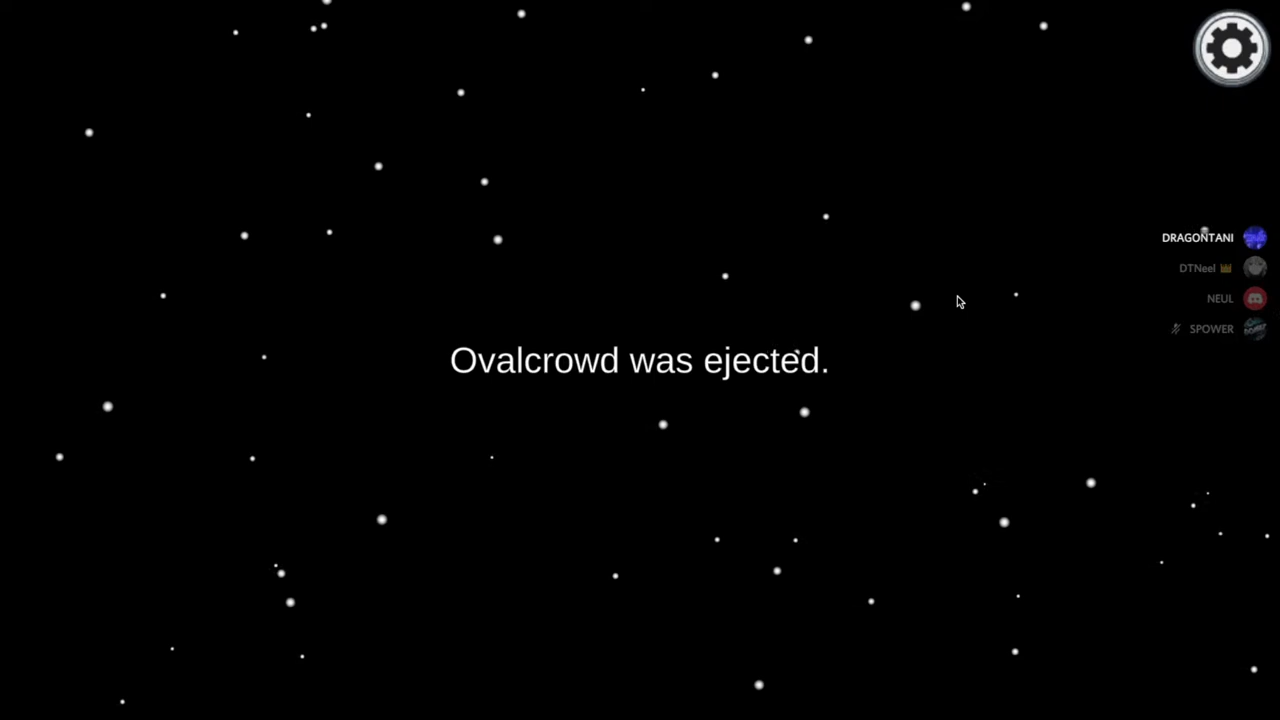 DRAGONTANI
DTNeel
NEUL
Ovalcrowd was ejected.
SPOWER